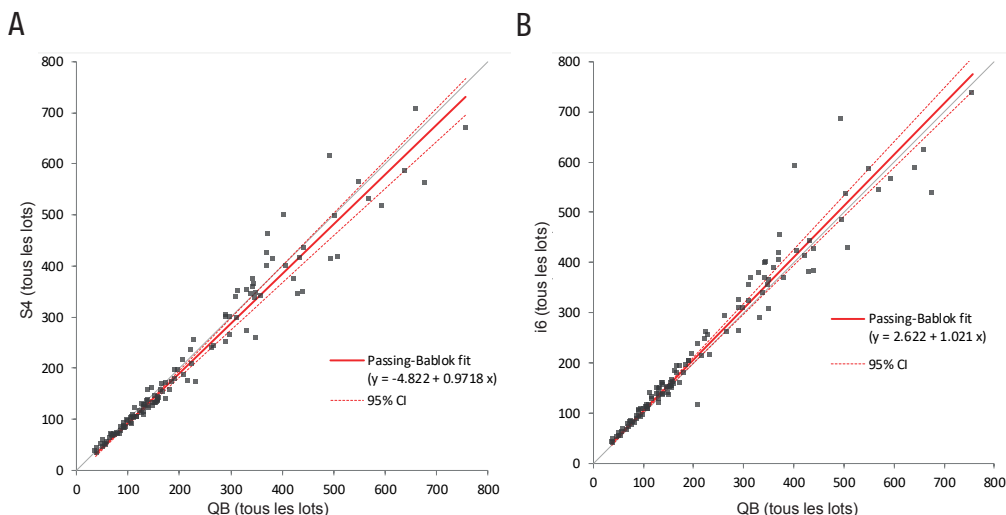 A
S4 (tous les lots)
800
700
600
500
400
300
200
100
0
Passing-Bablok fit
(y = -4.822 + 0.9718 x)
95% CI
0 100 200 300 400 500 600 700 800
QB (tous les lots)
B
i6 (tous les lots)
800
700
600
500
400
300
200
100
0
Passing-Bablok fit
(y = 2.622 + 1.021 x)
95% CI
0 100 200 300 400 500 600 700 800
QB (tous les lots)